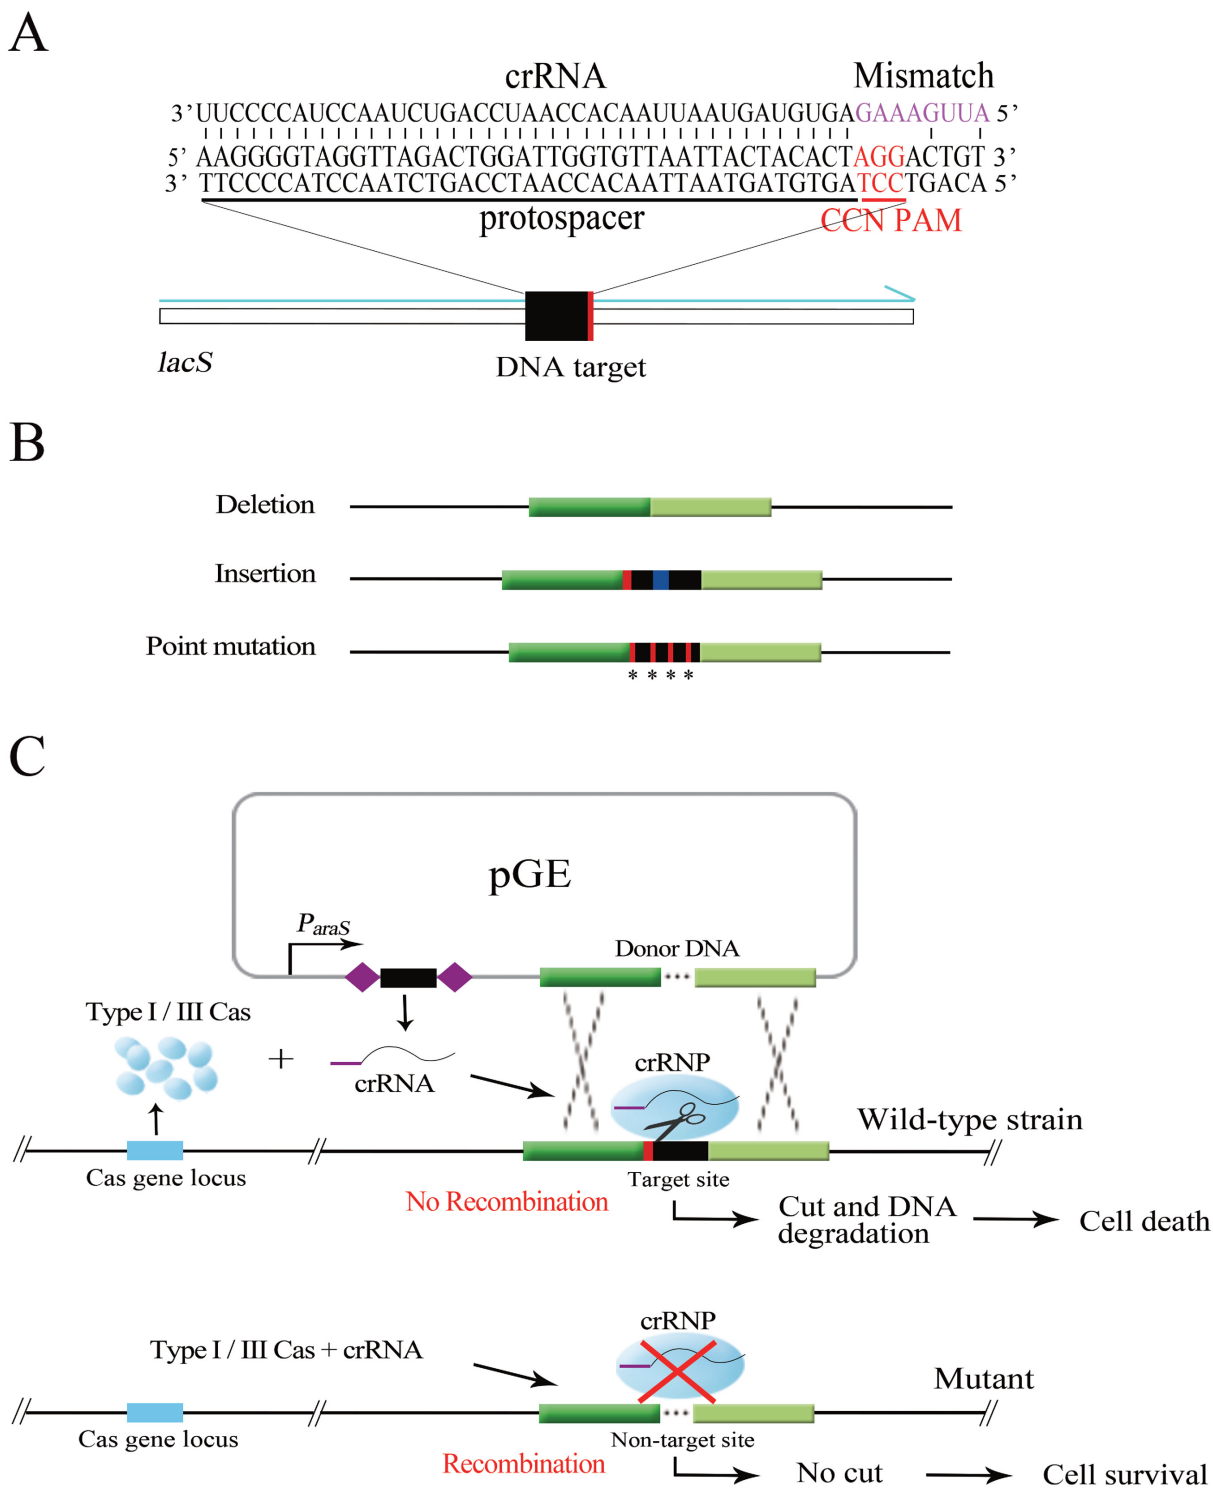 A
crRNA Mismatch
3’UUCCCCAUCCAAUCUGACCUAACCACAAUUAAUGAUGUGAGAAAGUUA 5’
5’ AAGGGGTAGGTTAGACTGGATTGGTGTTAATTACTACACTAGGACTGT 3’
3’ TTCCCCATCCAATCTGACCTAACCACAATTAATGATGTGATCCTGACA 5’
protospacer CCN PAM
lacS DNA target
B
Deletion
Insertion
Point mutation
* * * *
C
pGE
ParaS
Donor DNA
Type I / III Cas
+
crRNA
crRNP
Wild-type strain
Cas gene locus
Target site
No Recombination
Cut and DNA
degradation
Cell death
crRNP
Type I / III Cas + crRNA
Mutant
Cas gene locus
Non-target site
Recombination
No cut
Cell survival